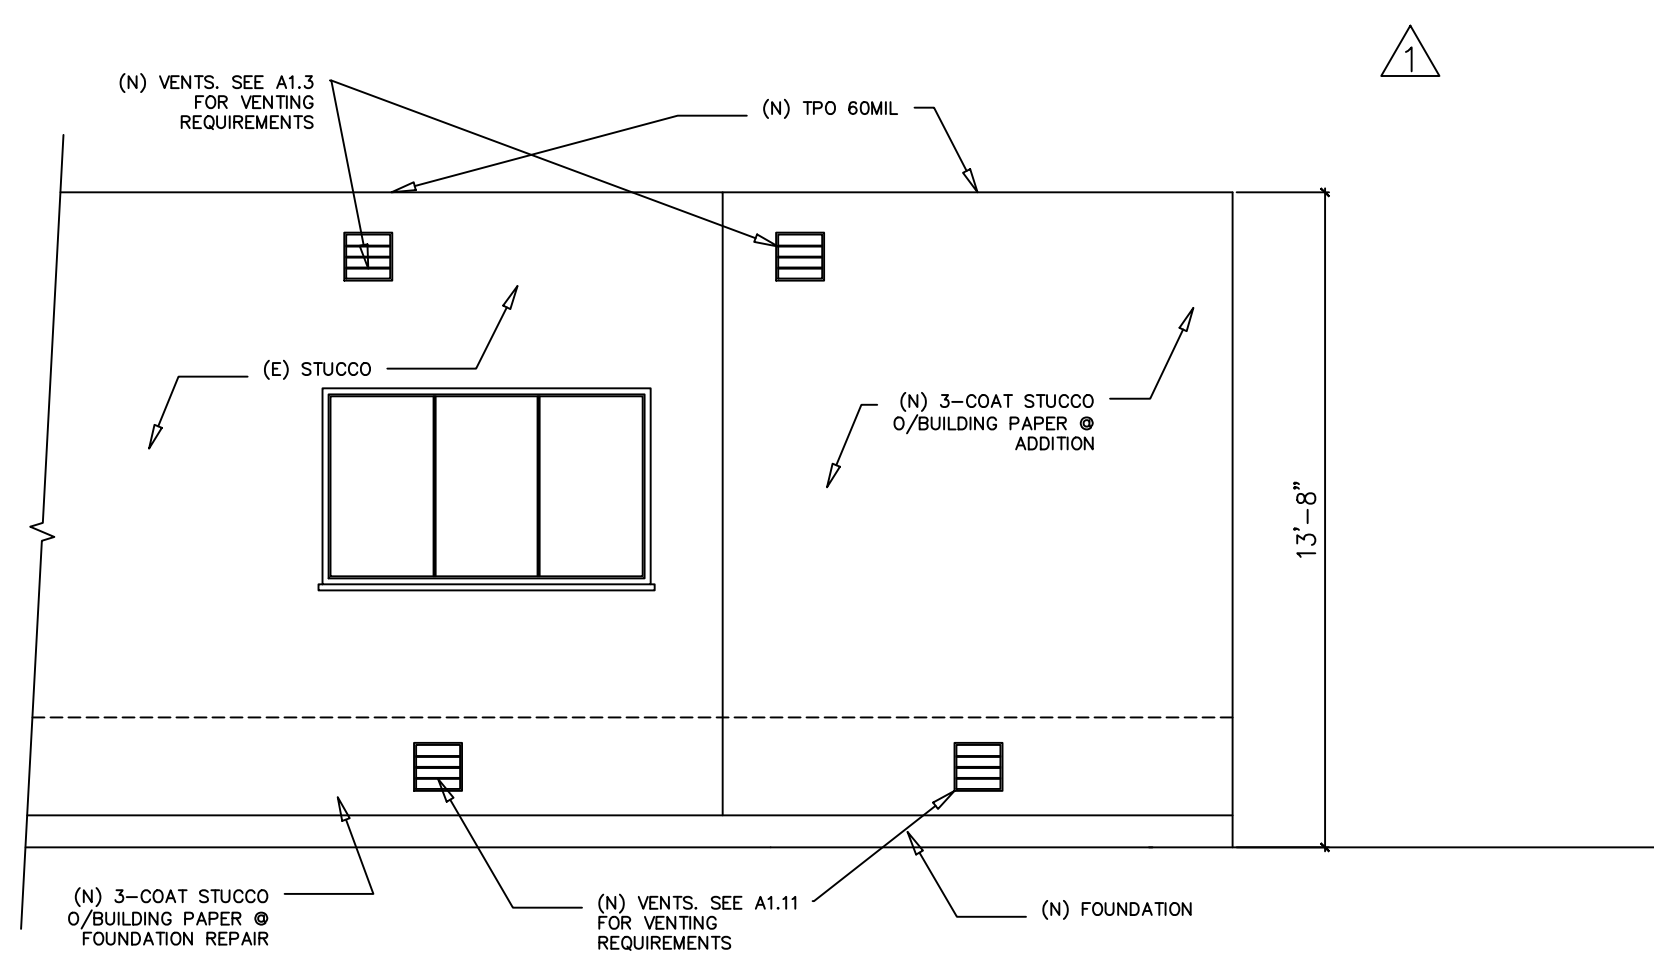 1
(N) VENTS. SEE A1.3
FOR VENTING
REQUIREMENTS
(N) TPO 60MIL
(E) STUCCO
(N) 3-COAT STUCCO
O/BUILDING PAPER @
ADDITION
13'-8"
(N) 3-COAT STUCCO
O/BUILDING PAPER @
FOUNDATION REPAIR
(N) VENTS. SEE A1.11
FOR VENTING
REQUIREMENTS
(N) FOUNDATION